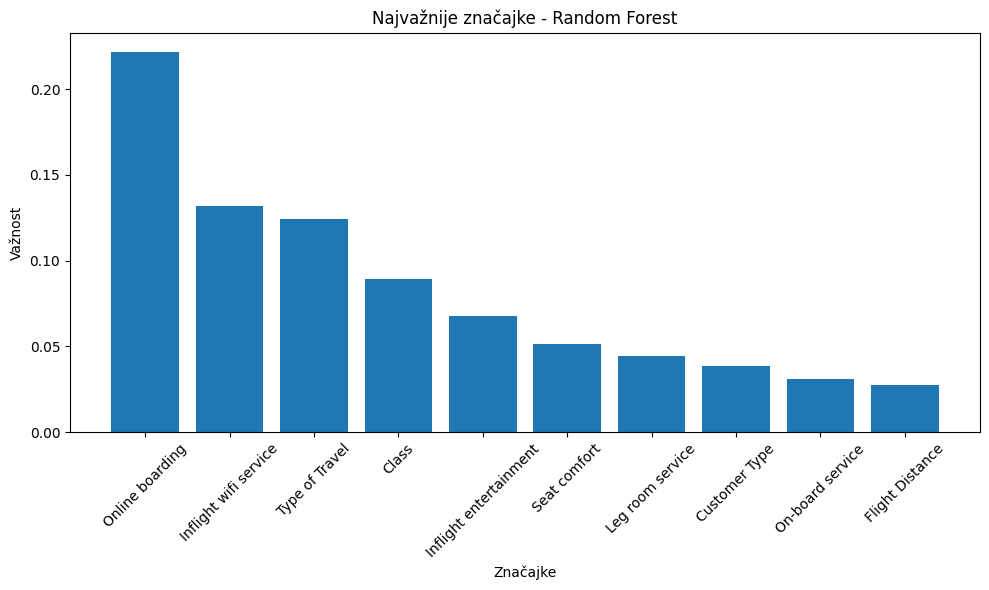 Najvažnije značajke - Random Forest
Važnost
0.20
0.15
0.10
0.05
0.00
Online boarding
Inflight wifi service
Type of Travel
Class
Inflight entertainment
Seat comfort
Leg room service
Customer Type
On-board service
Flight Distance
Značajke